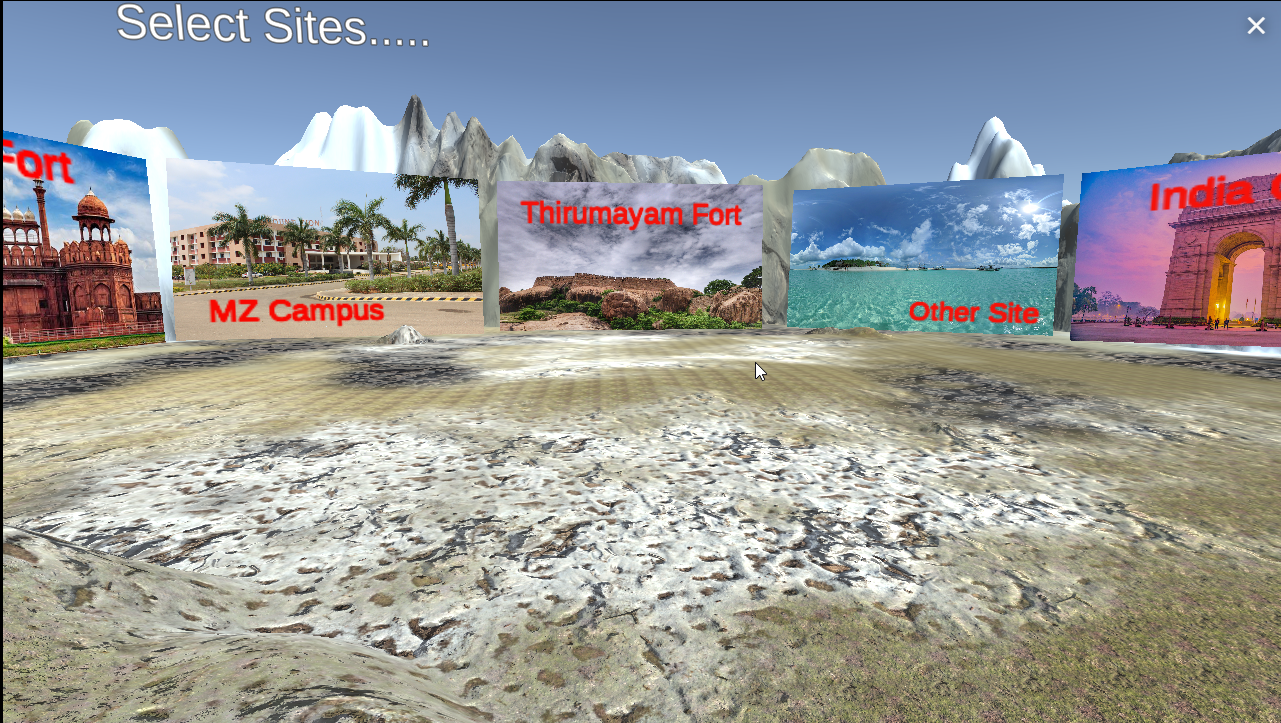 Select Sites.....
Fort
MZ Campus
Thirumayam Fort
Other Site
India